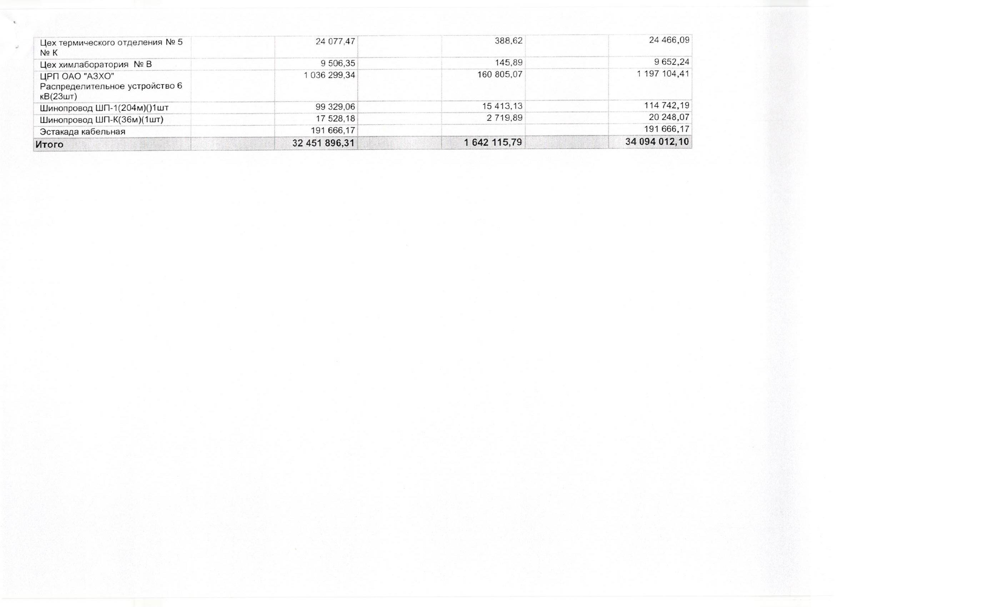 Цех термического отделения № 5 24 077,47 388,62 24 466,09
№ К
Цех химлаборатория № В 9 506,35 145,89 9 652,24
ЦРП ОАО "АЗХО" 1 036 299,34 160 805,07 1 197 104,41
Распределительное устройство 6
кВ(23шт)
Шинопровод ШП-1(204м)()1шт 99 329,06 15 413,13 114 742,19
Шинопровод ШП-К(36м)(1шт) 17 528,18 2 719,89 20 248,07
Эстакада кабельная 191 666,17 191 666,17
Итого 32 451 896,31 1 642 115,79 34 094 012,10